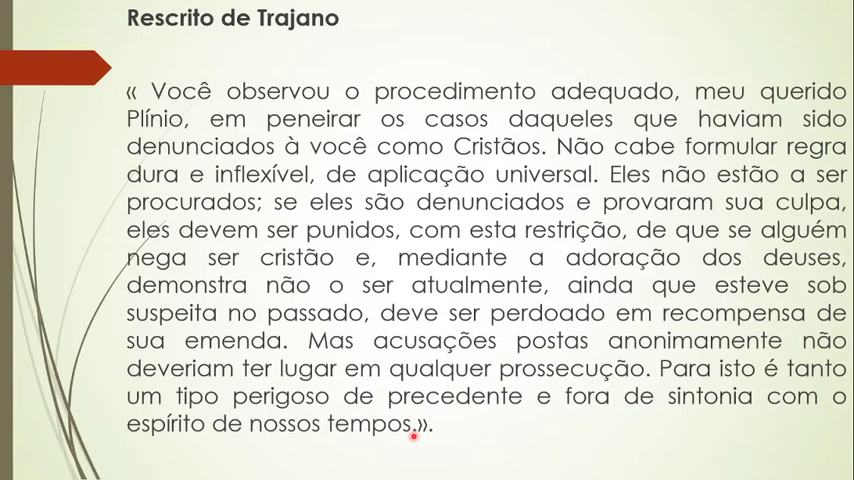 Rescrito de Trajano
« Você observou o procedimento adequado, meu querido
Plínio, em peneirar os casos daqueles que haviam sido
denunciados à você como Cristãos. Não cabe formular regra
dura e inflexível, de aplicação universal. Eles não estão a ser
procurados; se eles são denunciados e provaram sua culpa,
eles devem ser punidos, com esta restrição, de que se alguém
nega ser cristão e, mediante a adoração dos deuses,
demonstra não o ser atualmente, ainda que esteve sob
suspeita no passado, deve ser perdoado em recompensa de
sua emenda. Mas acusações postas anonimamente não
deveriam ter lugar em qualquer prossecução. Para isto é tanto
um tipo perigoso de precedente e fora de sintonia com o
espírito de nossos tempos.».